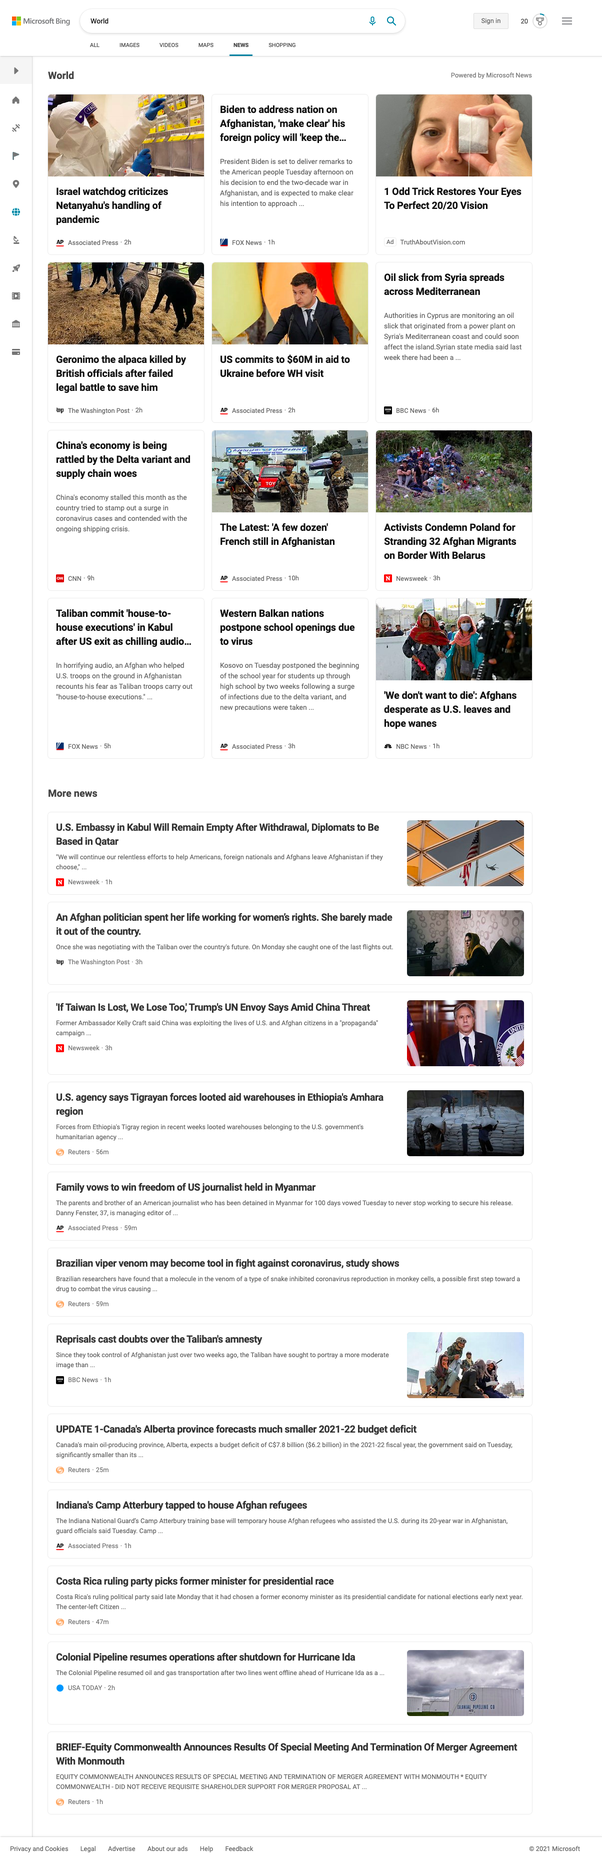 Microsoft Bing
World
Sign in
20
ALL IMAGES VIDEOS MAPS NEWS SHOPPING
World
Powered by Microsoft News
Israel watchdog criticizes
Netanyahu's handling of
pandemic
AP Associated Press · 2h
Biden to address nation on
Afghanistan, 'make clear' his
foreign policy will 'keep the...
President Biden is set to deliver remarks to
the American people Tuesday afternoon on
his decision to end the two-decade war in
Afghanistan, and is expected to make clear
his intention to approach ...
FOX News · 1h
1 Odd Trick Restores Your Eyes
To Perfect 20/20 Vision
Ad TruthAboutVision.com
Geronimo the alpaca killed by
British officials after failed
legal battle to save him
wp The Washington Post · 2h
US commits to $60M in aid to
Ukraine before WH visit
AP Associated Press · 2h
Oil slick from Syria spreads
across Mediterranean
Authorities in Cyprus are monitoring an oil
slick that originated from a power plant on
Syria's Mediterranean coast and could soon
affect the island.Syrian state media said last
week there had been a ...
BBC News · 6h
China's economy is being
rattled by the Delta variant and
supply chain woes
China's economy stalled this month as the
country tried to stamp out a surge in
coronavirus cases and contended with the
ongoing shipping crisis.
CNN · 9h
TOY
The Latest: 'A few dozen'
French still in Afghanistan
AP Associated Press · 10h
Activists Condemn Poland for
Stranding 32 Afghan Migrants
on Border With Belarus
N Newsweek · 3h
Taliban commit 'house-to-
house executions' in Kabul
after US exit as chilling audio...
In horrifying audio, an Afghan who helped
U.S. troops on the ground in Afghanistan
recounts his fear as Taliban troops carry out
"house-to-house executions." ...
FOX News · 5h
Western Balkan nations
postpone school openings due
to virus
Kosovo on Tuesday postponed the beginning
of the school year for students up through
high school by two weeks following a surge
of infections due to the delta variant, and
new precautions were taken ...
AP Associated Press · 3h
'We don't want to die': Afghans
desperate as U.S. leaves and
hope wanes
NBC News · 1h
More news
U.S. Embassy in Kabul Will Remain Empty After Withdrawal, Diplomats to Be
Based in Qatar
"We will continue our relentless efforts to help Americans, foreign nationals and Afghans leave Afghanistan if they
choose," ...
N Newsweek · 1h
An Afghan politician spent her life working for women's rights. She barely made
it out of the country.
Once she was negotiating with the Taliban over the country's future. On Monday she caught one of the last flights out.
wp The Washington Post · 3h
'If Taiwan Is Lost, We Lose Too,' Trump's UN Envoy Says Amid China Threat
Former Ambassador Kelly Craft said China was exploiting the lives of U.S. and Afghan citizens in a "propaganda"
campaign ...
N Newsweek · 3h
U.S. agency says Tigrayan forces looted aid warehouses in Ethiopia's Amhara
region
Forces from Ethiopia's Tigray region in recent weeks looted warehouses belonging to the U.S. government's
humanitarian agency ...
Reuters · 56m
Family vows to win freedom of US journalist held in Myanmar
The parents and brother of an American journalist who has been detained in Myanmar for 100 days vowed Tuesday to never stop working to secure his release.
Danny Fenster, 37, is managing editor of ...
AP Associated Press · 59m
Brazilian viper venom may become tool in fight against coronavirus, study shows
Brazilian researchers have found that a molecule in the venom of a type of snake inhibited coronavirus reproduction in monkey cells, a possible first step toward a
drug to combat the virus causing ...
Reuters · 59m
Reprisals cast doubts over the Taliban's amnesty
Since they took control of Afghanistan just over two weeks ago, the Taliban have sought to portray a more moderate
image than ...
BBC News · 1h
UPDATE 1-Canada's Alberta province forecasts much smaller 2021-22 budget deficit
Canada's main oil-producing province, Alberta, expects a budget deficit of C$7.8 billion ($6.2 billion) in the 2021-22 fiscal year, the government said on Tuesday,
significantly smaller than its ...
Reuters · 25m
Indiana's Camp Atterbury tapped to house Afghan refugees
The Indiana National Guard's Camp Atterbury training base will temporary house Afghan refugees who assisted the U.S. during its 20-year war in Afghanistan,
guard officials said Tuesday. Camp ...
AP Associated Press · 1h
Costa Rica ruling party picks former minister for presidential race
Costa Rica's ruling political party said late Monday that it had chosen a former economy minister as its presidential candidate for national elections early next year.
The center-left Citizen ...
Reuters · 47m
Colonial Pipeline resumes operations after shutdown for Hurricane Ida
The Colonial Pipeline resumed oil and gas transportation after two lines went offline ahead of Hurricane Ida as a ...
USA TODAY · 2h
COLONIAL PIPELINE CO
BRIEF-Equity Commonwealth Announces Results Of Special Meeting And Termination Of Merger Agreement
With Monmouth
EQUITY COMMONWEALTH ANNOUNCES RESULTS OF SPECIAL MEETING AND TERMINATION OF MERGER AGREEMENT WITH MONMOUTH * EQUITY
COMMONWEALTH - DID NOT RECEIVE REQUISITE SHAREHOLDER SUPPORT FOR MERGER PROPOSAL AT ...
Reuters · 1h
Privacy and Cookies Legal Advertise About our ads Help Feedback
© 2021 Microsoft